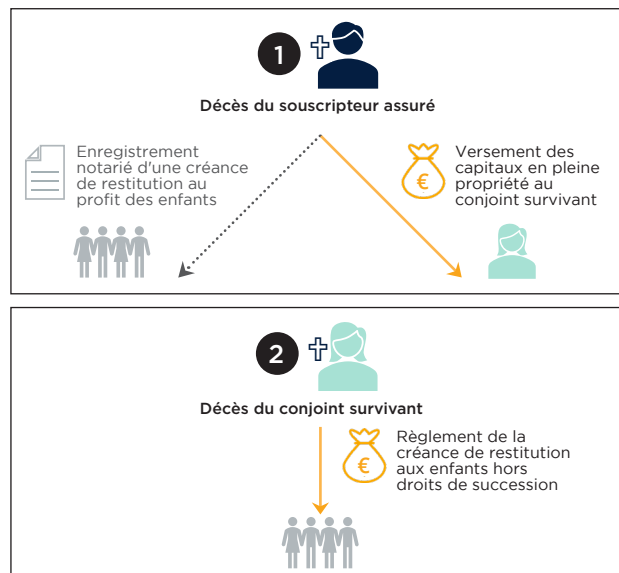 1
Décès du souscripteur assuré
Enregistrement
notarié d'une créance
de restitution au
profit des enfants
€
Versement des
capitaux en pleine
propriété au
conjoint survivant
2
Décès du conjoint survivant
€
Règlement de la
créance de restitution
aux enfants hors
droits de succession